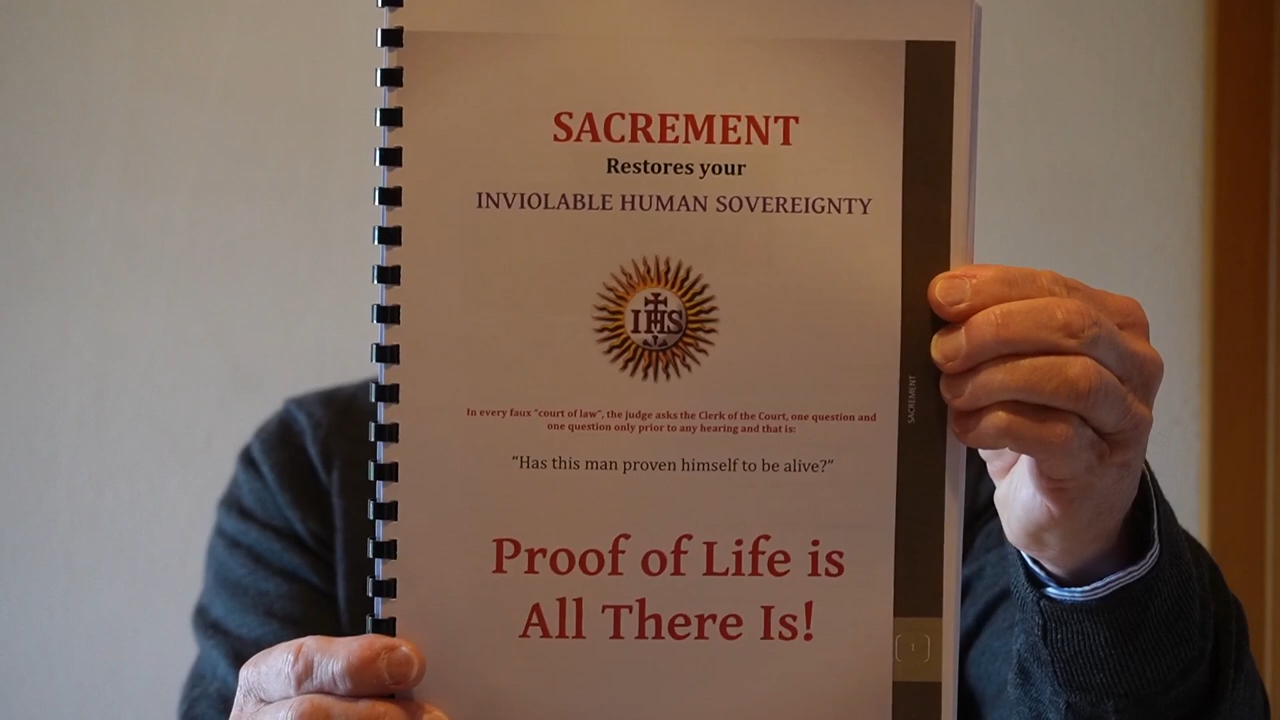 SACREMENT
Restores your
INVIOLABLE HUMAN SOVEREIGNTY
IHS
In every faux "court of law", the judge asks the Clerk of the Court, one question and
one question only prior to any hearing and that is:
"Has this man proven himself to be alive?"
Proof of Life is
All There Is!
SACREMENT
1